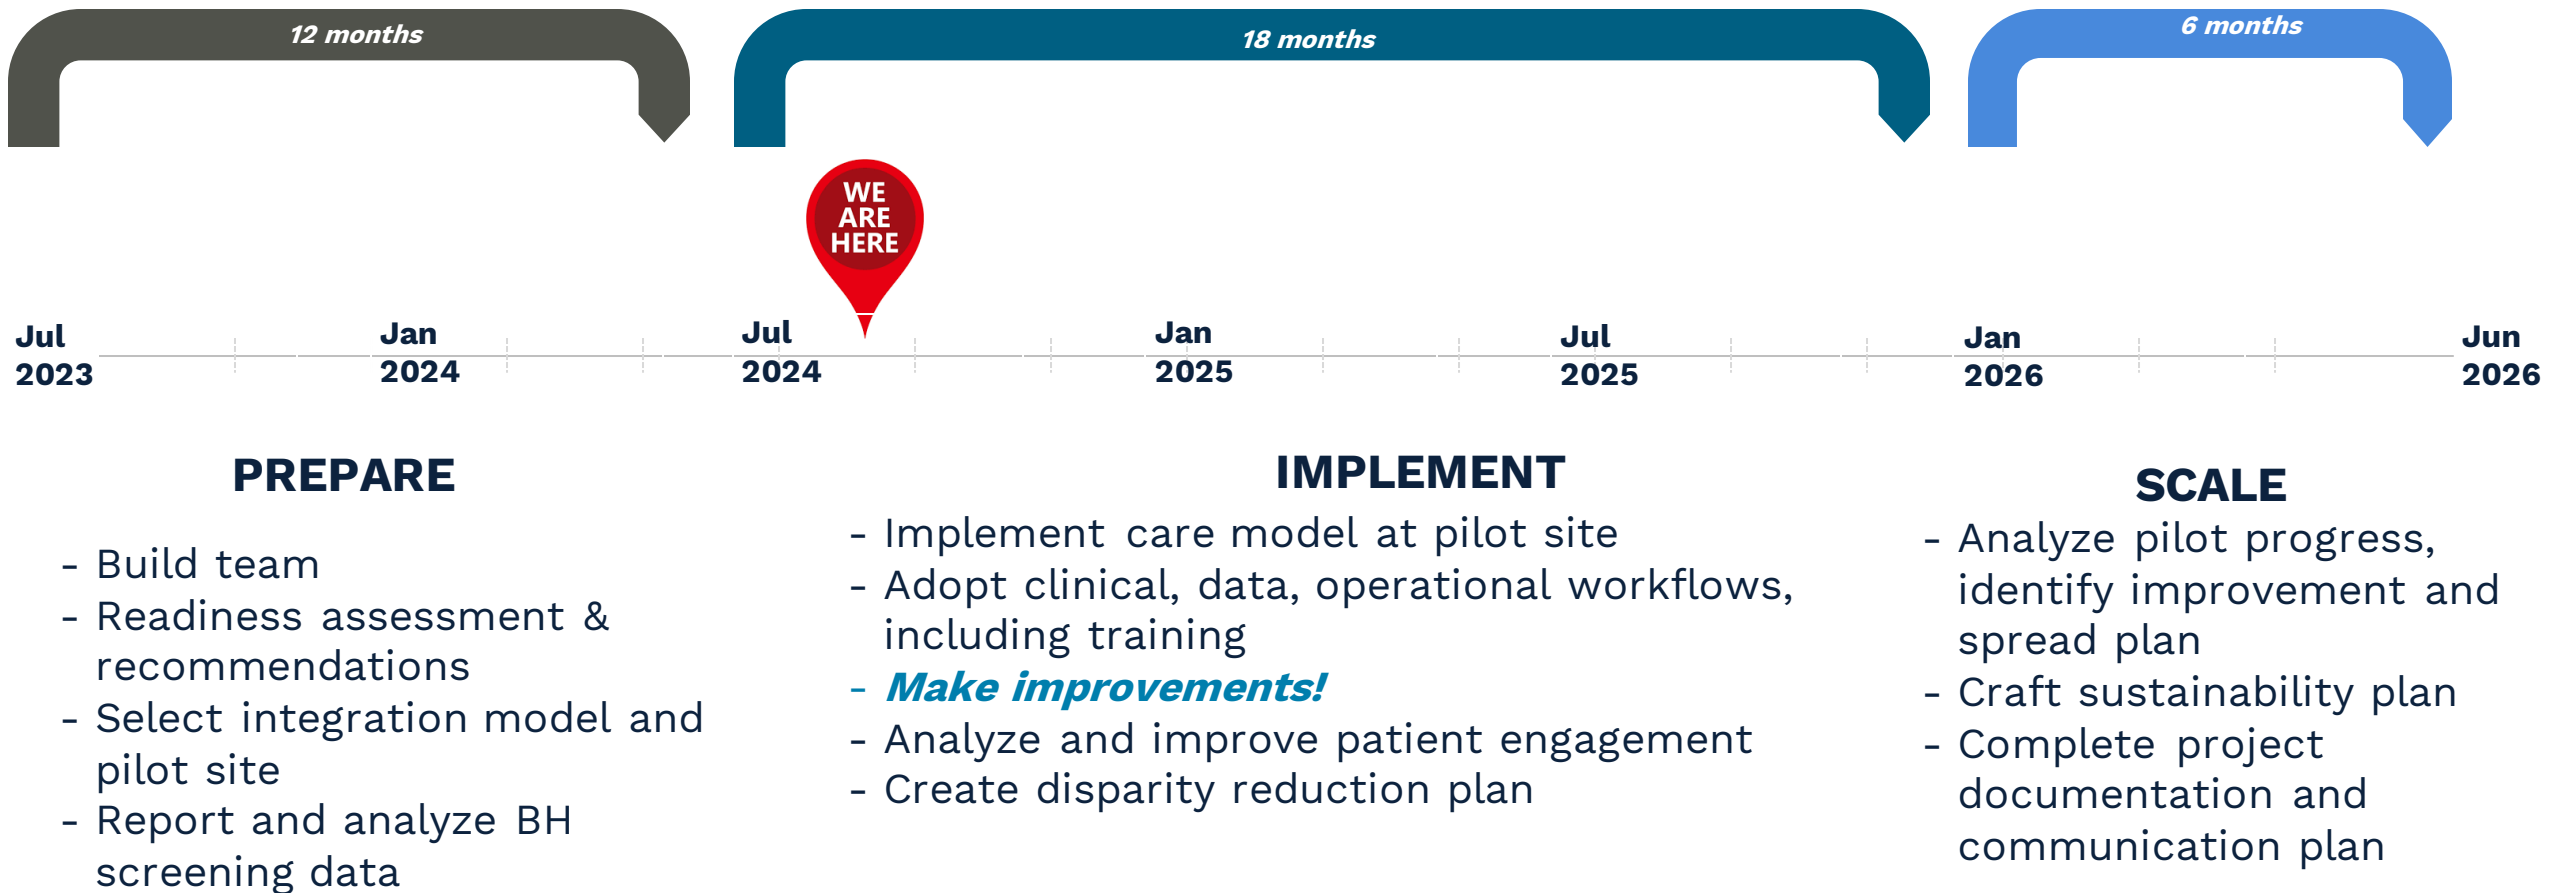 12 months
18 months
6 months
WE
ARE
HERE
Jul
2023
Jan
2024
Jul
2024
Jan
2025
Jul
2025
Jan
2026
Jun
2026
PREPARE
- Build team
- Readiness assessment &
recommendations
- Select integration model and
pilot site
- Report and analyze BH
screening data
IMPLEMENT
- Implement care model at pilot site
- Adopt clinical, data, operational workflows,
including training
- Make improvements!
- Analyze and improve patient engagement
- Create disparity reduction plan
SCALE
- Analyze pilot progress,
identify improvement and
spread plan
- Craft sustainability plan
- Complete project
documentation and
communication plan